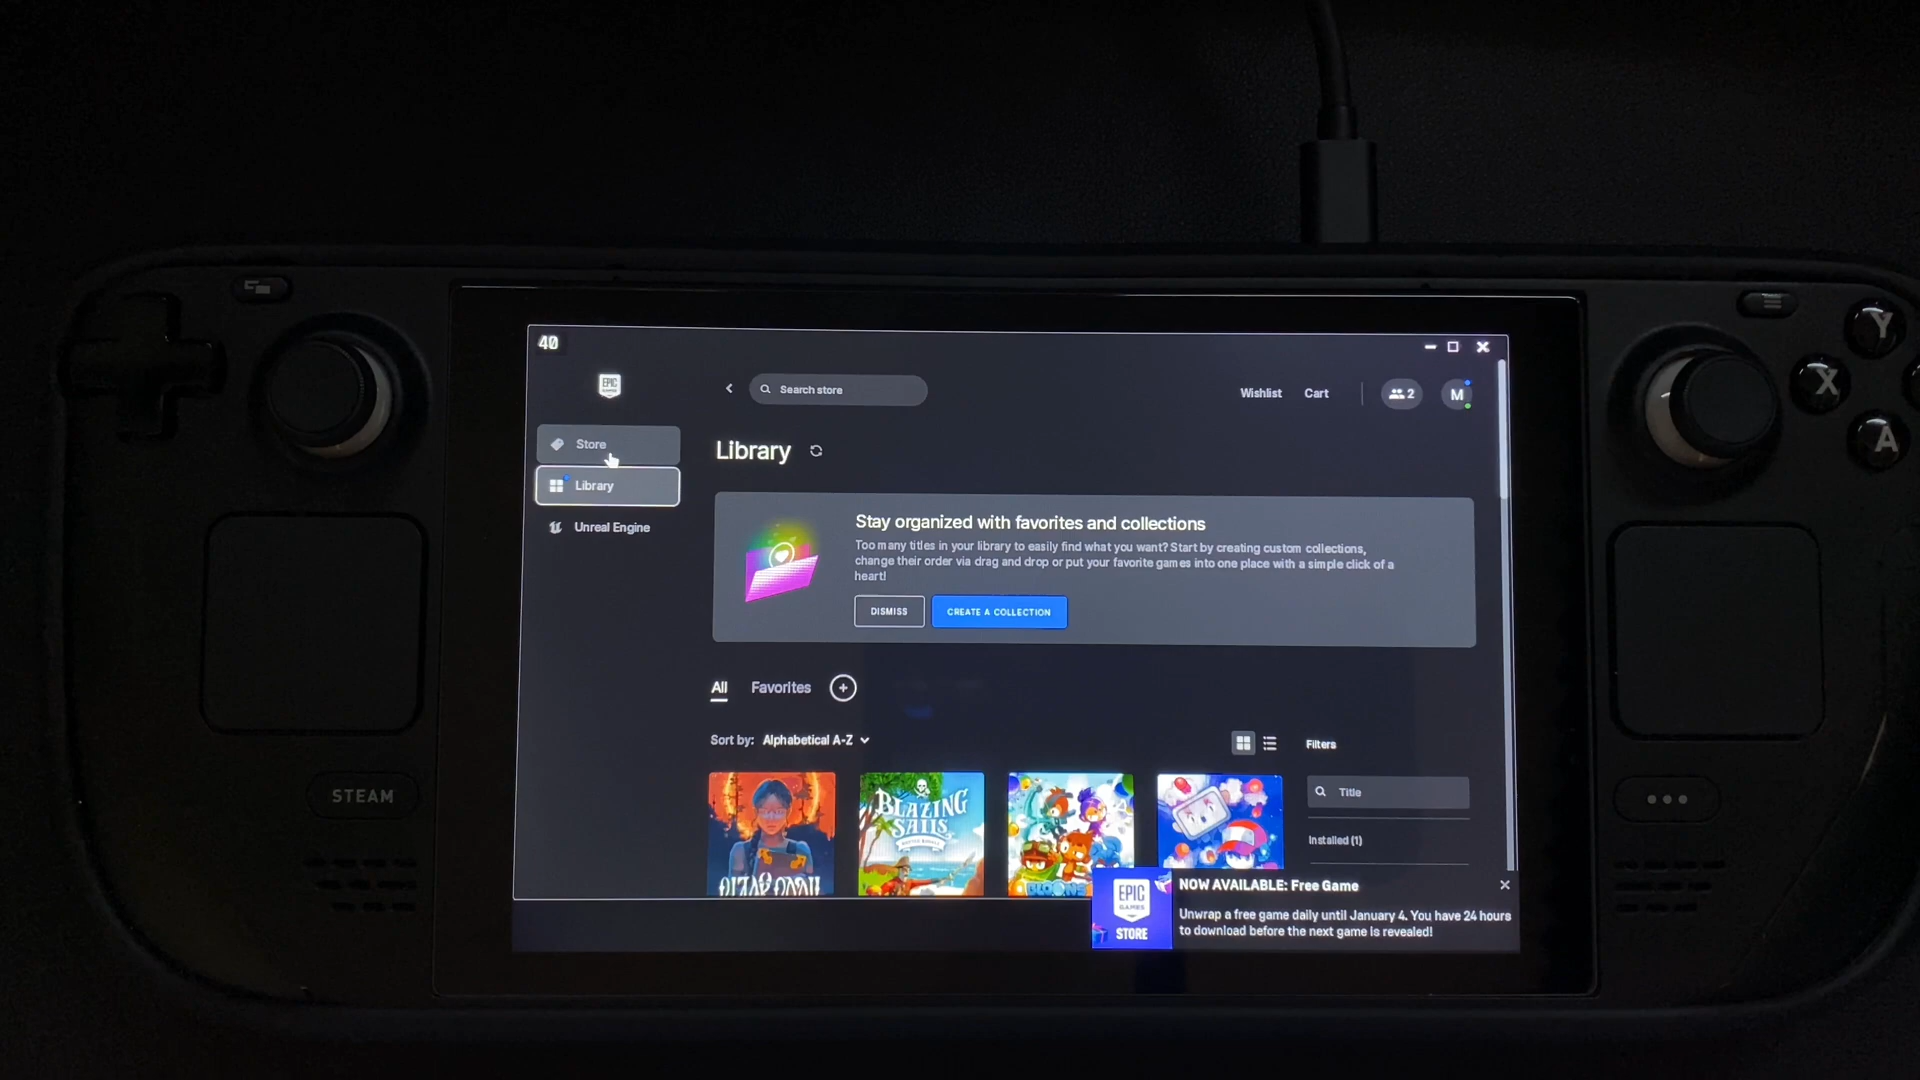 40
EPIC
GAMES
Search store
Wishlist
Cart
2
M
Store
Library
Unreal Engine
Library
Stay organized with favorites and collections
Too many titles in your library to easily find what you want? Start by creating custom collections,
change their order via drag and drop or put your favorite games into one place with a simple click of a
heart!
DISMISS
CREATE A COLLECTION
All
Favorites
Sort by: Alphabetical A-Z
Filters
Title
Installed (1)
BLAZING
SAILS
BLOONS
EPIC
GAMES
STORE
NOW AVAILABLE: Free Game
Unwrap a free game daily until January 4. You have 24 hours
to download before the next game is revealed!
STEAM
Y
X
A